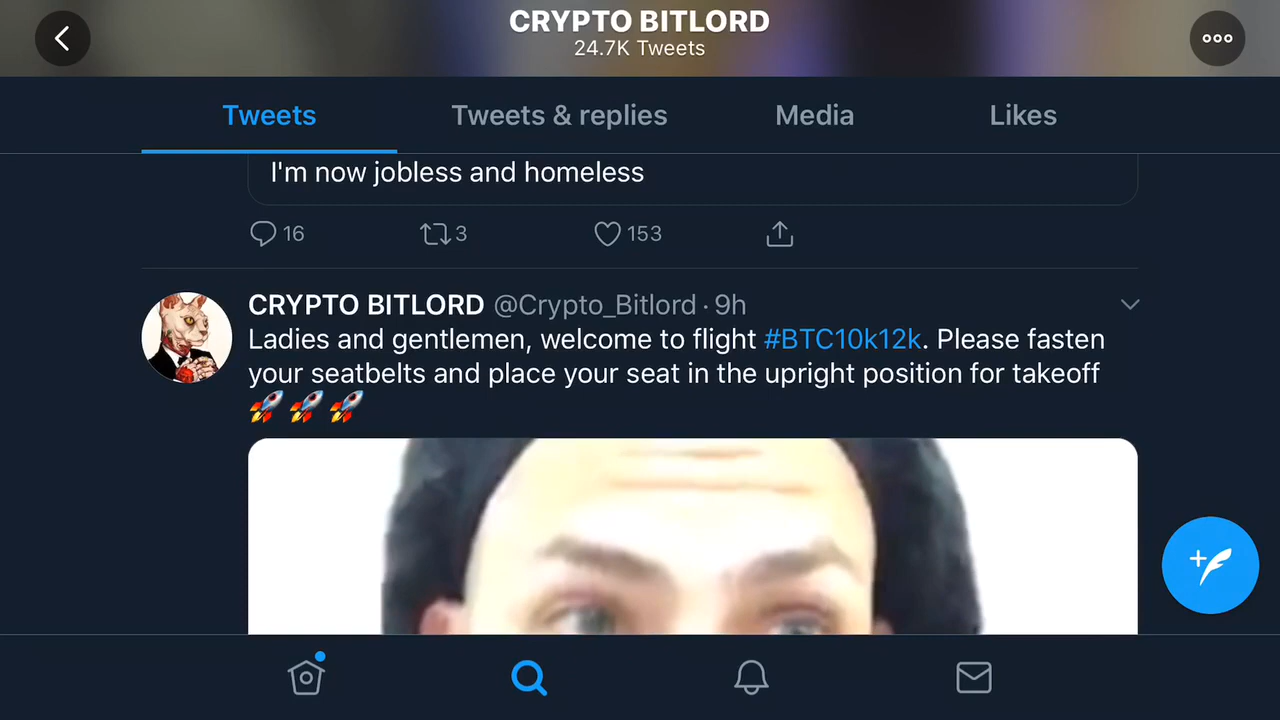 CRYPTO BITLORD
24.7K Tweets
Tweets
Tweets & replies
Media
Likes
I'm now jobless and homeless
16
3
153
CRYPTO BITLORD @Crypto_Bitlord · 9h
Ladies and gentlemen, welcome to flight #BTC10k12k. Please fasten
your seatbelts and place your seat in the upright position for takeoff
🚀 🚀 🚀